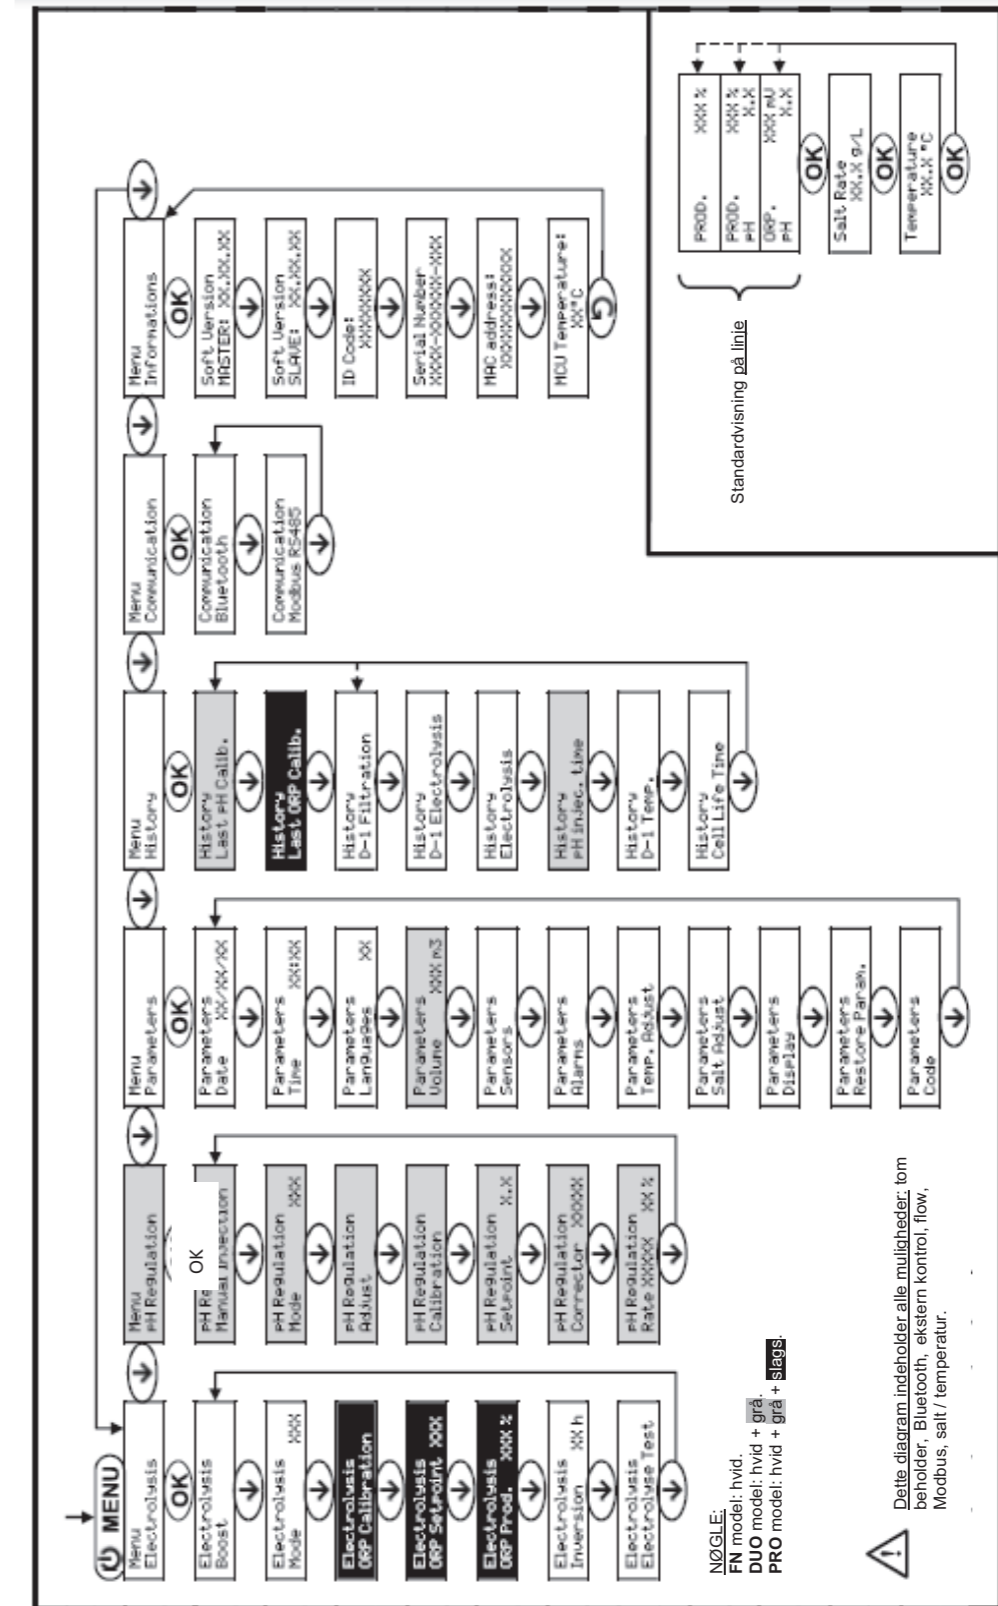 MENU
Menu
Electrolysis
OK
Electrolysis
Boost
Electrolysis
Mode XXX
Electrolysis
ORP Calibration
Electrolysis
ORP Setpoint XXX
Electrolysis
ORP Prod. XXX %
Electrolysis
Inversion XX h
Electrolysis
Electrolyse Test
Menu
pH Regulation
OK
pH Re
Manual Injection
pH Regulation
Mode XXX
pH Regulation
Adjust
pH Regulation
Calibration
pH Regulation
Setpoint X.X
pH Regulation
Corrector XXXXX
pH Regulation
Rate XXXXX XX %
Menu
Parameters
OK
Parameters
Date XX/XX/XX
Parameters
Time XX:XX
Parameters
Languages XX
Parameters
Volume XXX m3
Parameters
Sensors
Parameters
Alarms
Parameters
Temp. Adjust
Parameters
Salt Adjust
Parameters
Display
Parameters
Restore Param.
Parameters
Code
Menu
History
OK
History
Last pH Calib.
History
Last ORP Calib.
History
D-1 Filtration
History
D-1 Electrolysis
History
Electrolysis
History
pH injec. time
History
D-1 Temp.
History
Cell Life Time
Menu
Communication
OK
Communication
Bluetooth
Communication
Modbus RS485
Menu
Informations
OK
Soft Version
MASTER: XX.XX.XX
Soft Version
SLAVE: XX.XX.XX
ID Code:
XXXXXXXX
Serial Number
XXXX-XXXXXX-XXX
MAC address:
XXXXXXXXXXXX
MCU Temperature:
XX°C
NØGLE:
FN model: hvid.
DUO model: hvid + grå.
PRO model: hvid + grå + slags.
Dette diagram indeholder alle muligheder: tom
beholder, Bluetooth, ekstern kontrol, flow,
Modbus, salt / temperatur.
Standardvisning på linie
PROD. XXX %
PROD. XXX %
pH X.X
ORP. XXX mV
pH X.X
OK
Salt Rate
XX.X g/L
OK
Temperature
XX.X °C
OK